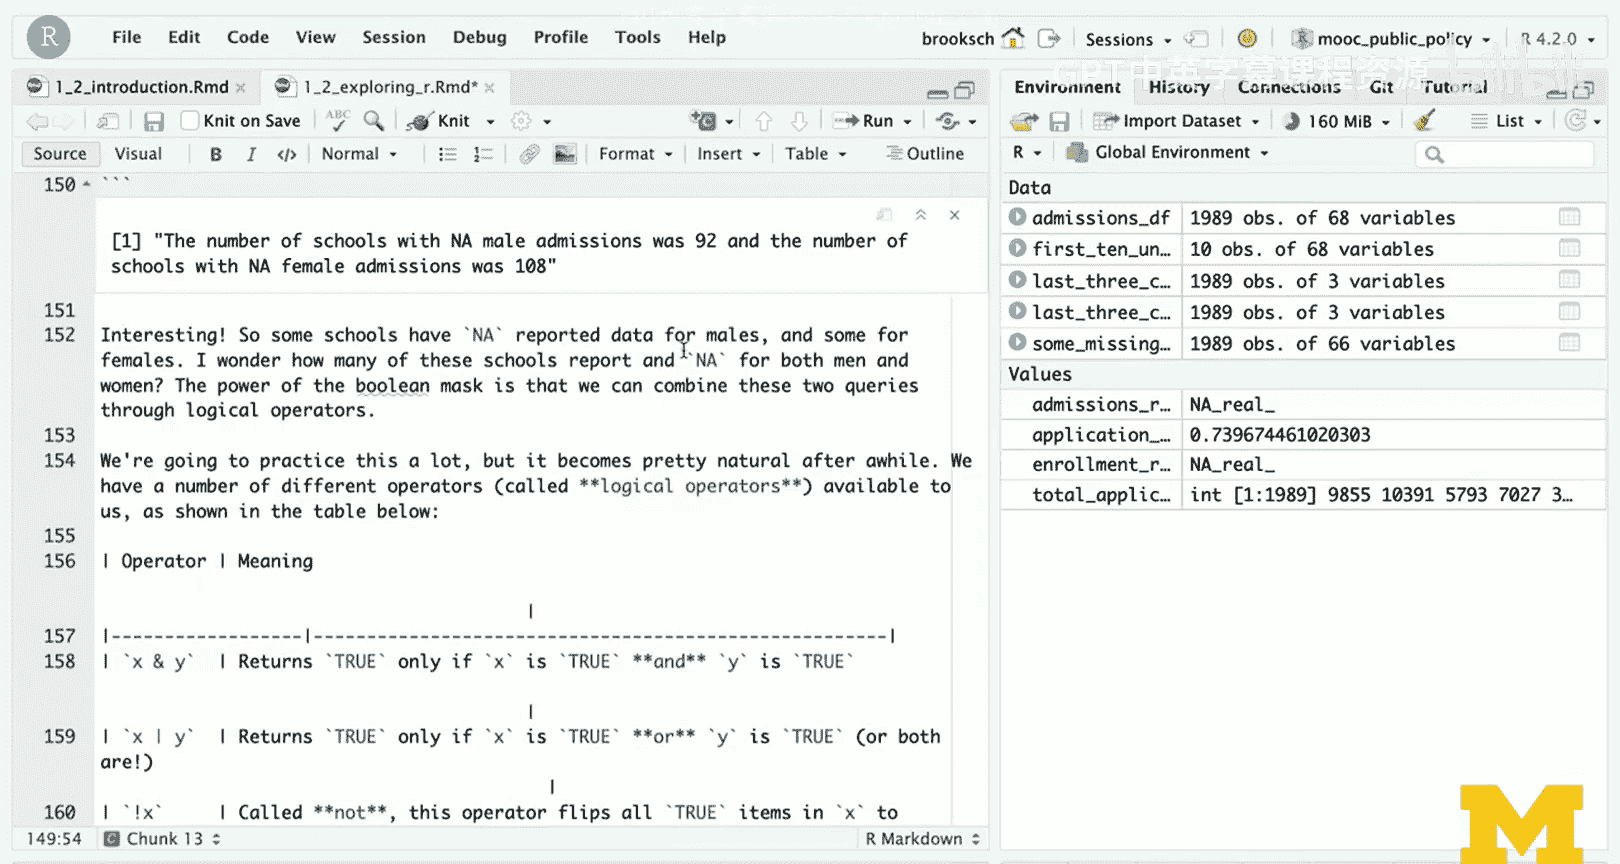 R File Edit Code View Session Debug Profile Tools Help brooksch Sessions mooc_public_policy R 4.2.0
1_2_introduction.Rmd 1_2_exploring_r.Rmd*
Knit on Save ABC Knit Run
Source Visual B I </> Normal Format Insert Table Outline
150 ```
[1] "The number of schools with NA male admissions was 92 and the number of
schools with NA female admissions was 108"
151
152 Interesting! So some schools have `NA` reported data for males, and some for
females. I wonder how many of these schools report and `NA` for both men and
women? The power of the boolean mask is that we can combine these two queries
through logical operators.
153
154 We're going to practice this a lot, but it becomes pretty natural after awhile. We
have a number of different operators (called **logical operators**) available to
us, as shown in the table below:
155
156 | Operator | Meaning
|
157 |------------------|------------------------------------------------------|
158 | `x & y` | Returns `TRUE` only if `x` is `TRUE` **and** `y` is `TRUE`
|
159 | `x | y` | Returns `TRUE` only if `x` is `TRUE` **or** `y` is `TRUE` (or both
are!)
|
160 | `!x` | Called **not**, this operator flips all `TRUE` items in `x` to
149:54 C Chunk 13 R Markdown
GPT中英字幕课程资源
Environment History Connections Git Tutorial
Import Dataset 160 MiB List
R Global Environment
Data
admissions_df 1989 obs. of 68 variables
first_ten_un… 10 obs. of 68 variables
last_three_c… 1989 obs. of 3 variables
last_three_c… 1989 obs. of 3 variables
some_missing… 1989 obs. of 66 variables
Values
admissions_r… NA_real_
application_… 0.739674461020303
enrollment_r… NA_real_
total_applic… int [1:1989] 9855 10391 5793 7027 3…
M